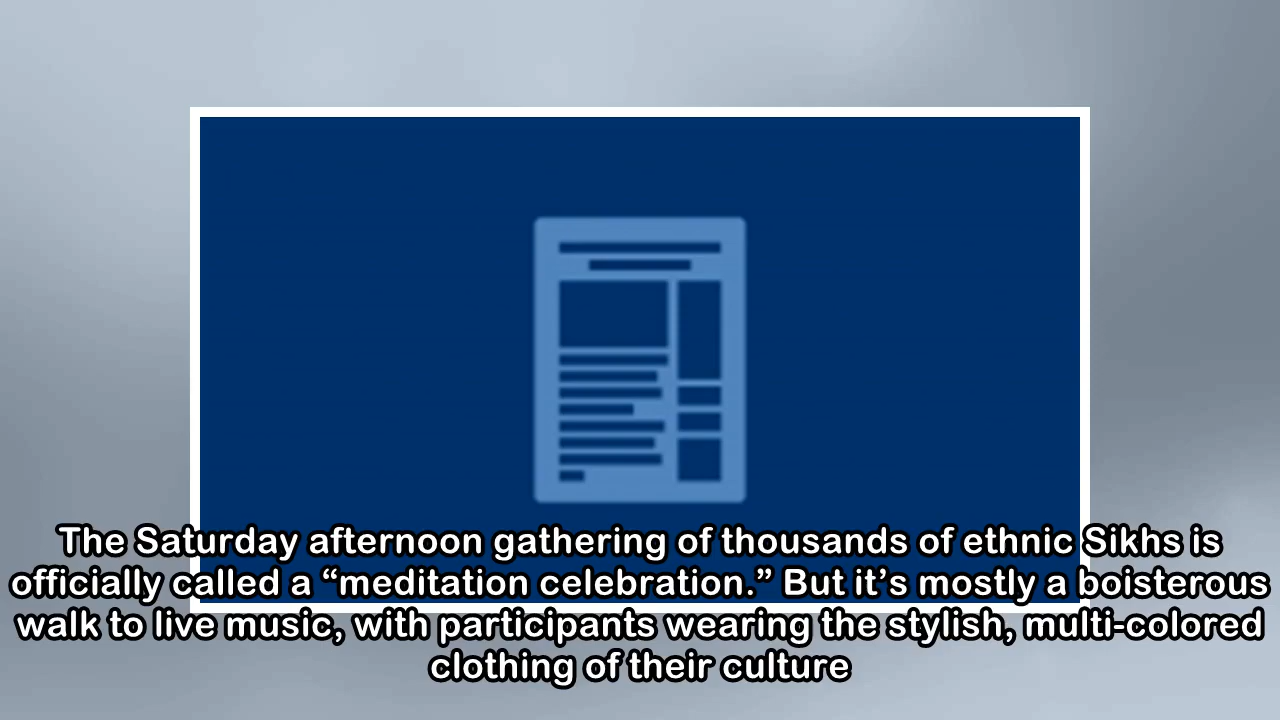 The Saturday afternoon gathering of thousands of ethnic Sikhs is
officially called a “meditation celebration.” But it’s mostly a boisterous
walk to live music, with participants wearing the stylish, multi-colored
clothing of their culture